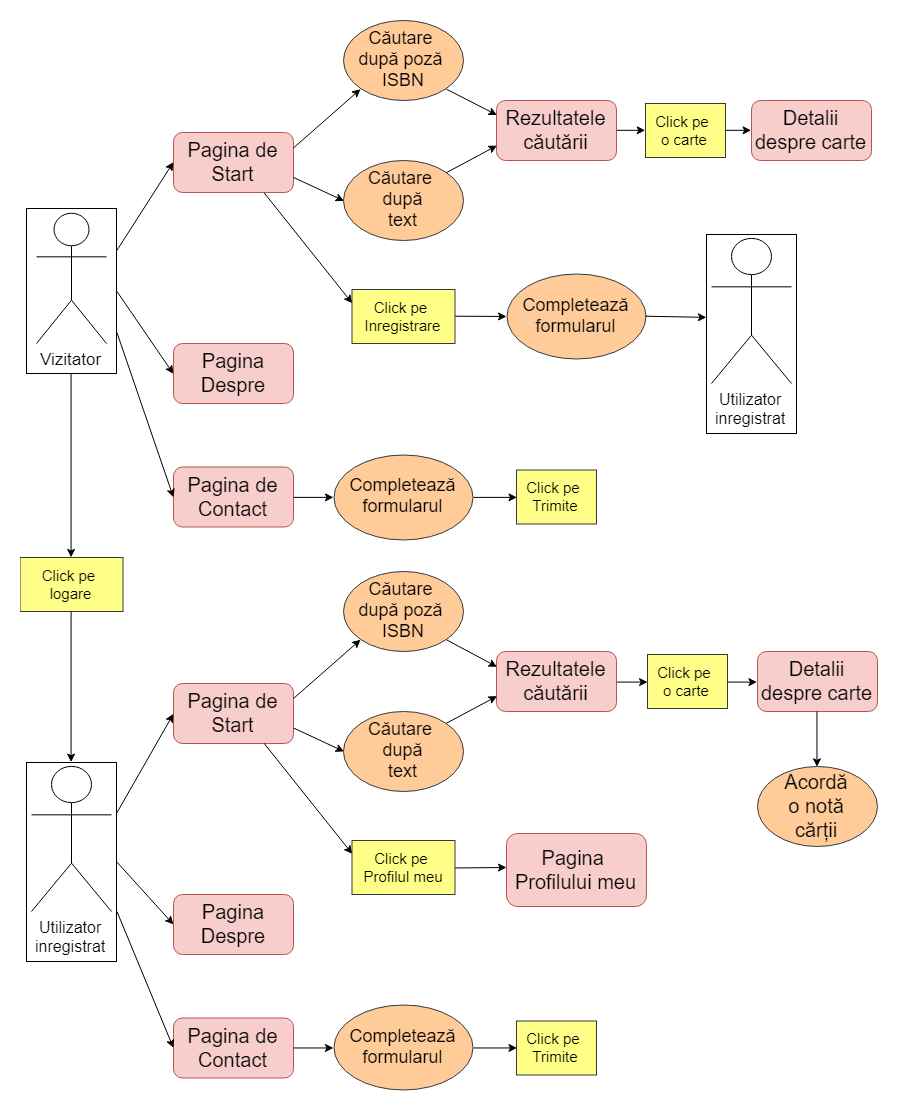 Căutare
după poză
ISBN
Rezultatele
căutării
Click pe
o carte
Detalii
despre carte
Pagina de
Start
Căutare
după
text
Vizitator
Click pe
Inregistrare
Completează
formularul
Utilizator
inregistrat
Pagina
Despre
Pagina de
Contact
Completează
formularul
Click pe
Trimite
Click pe
logare
Căutare
după poză
ISBN
Rezultatele
căutării
Click pe
o carte
Detalii
despre carte
Pagina de
Start
Căutare
după
text
Acordă
o notă
cărții
Click pe
Profilul meu
Pagina
Profilului meu
Utilizator
inregistrat
Pagina
Despre
Pagina de
Contact
Completează
formularul
Click pe
Trimite